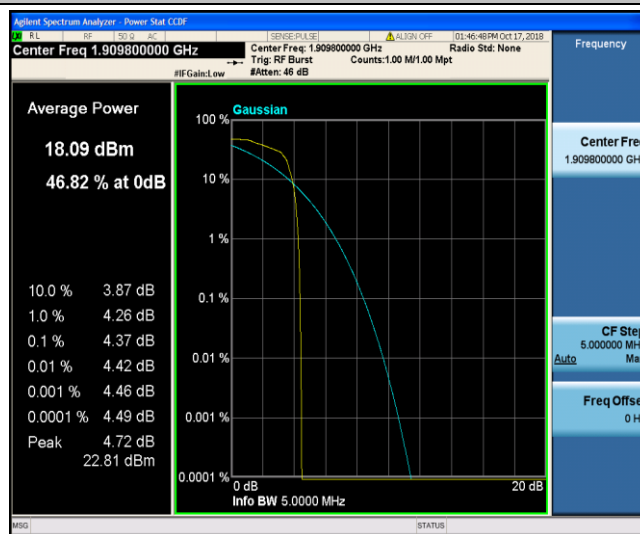 Agilent Spectrum Analyzer - Power Stat CCDF
RL RF 50 Ω AC SENSE:PULSE ALIGN OFF 01:46:48 PM Oct 17, 2018
Center Freq 1.909800000 GHz
Center Freq: 1.909800000 GHz Radio Std: None
Trig: RF Burst Counts:1.00 M/1.00 Mpt
#IFGain:Low #Atten: 46 dB
Frequency
Average Power
18.09 dBm
46.82 % at 0dB
10.0 % 3.87 dB
1.0 % 4.26 dB
0.1 % 4.37 dB
0.01 % 4.42 dB
0.001 % 4.46 dB
0.0001 % 4.49 dB
Peak 4.72 dB
22.81 dBm
Gaussian
100 %
10 %
1 %
0.1 %
0.01 %
0.001 %
0.0001 %
0 dB 20 dB
Info BW 5.0000 MHz
Center Fre
1.909800000 GH
CF Ste
5.000000 MH
Auto Ma
Freq Offse
0 H
MSG STATUS